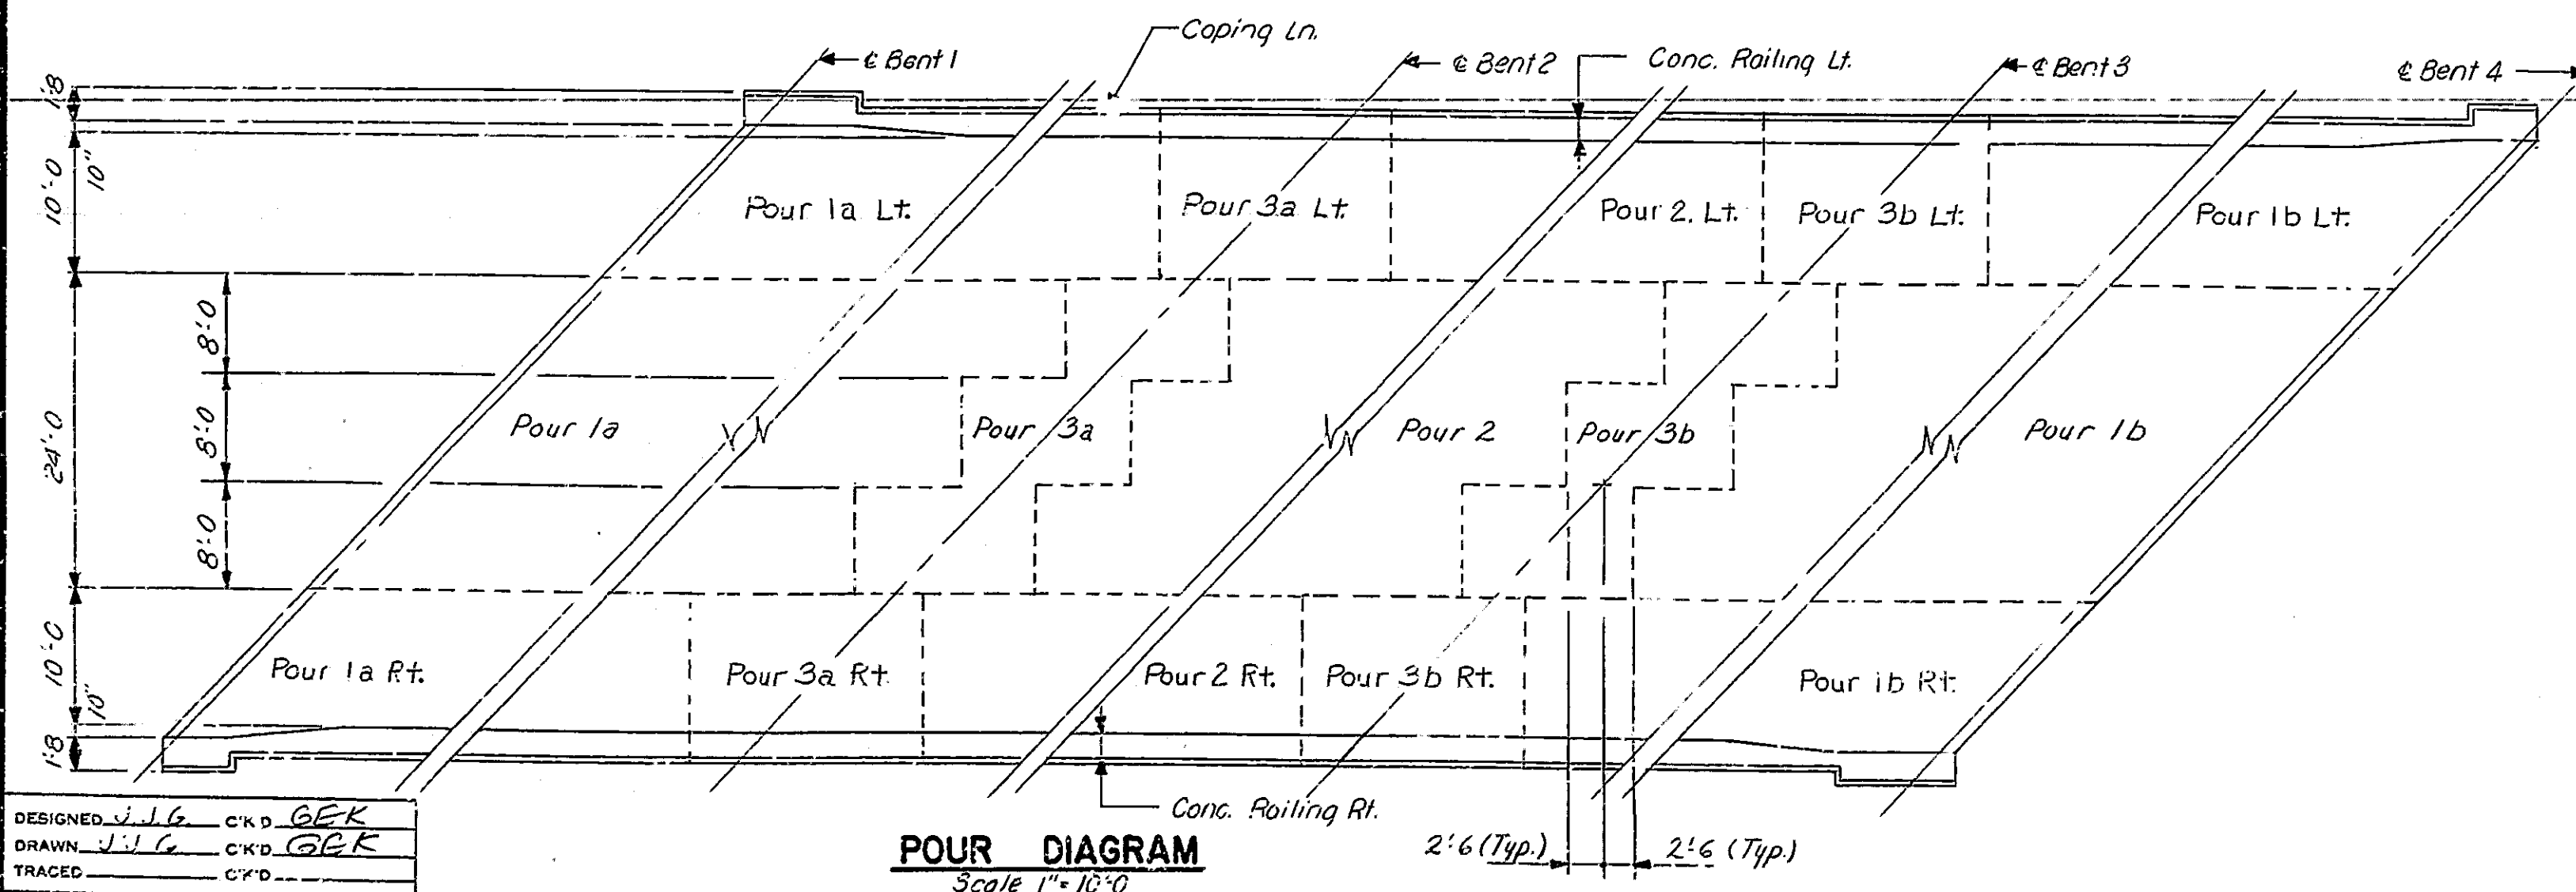 Coping Ln.
℄ Bent 1
℄ Bent 2
Conc. Railing Lt.
℄ Bent 3
℄ Bent 4
1'-8
10'-0
10"
Pour 1a Lt.
Pour 3a Lt.
Pour 2. Lt.
Pour 3b Lt.
Pour 1b Lt.
24'-0
8'-0
8'-0
8'-0
Pour 1a
Pour 3a
Pour 2
Pour 3b
Pour 1b
10'-0
10"
1'-8
Pour 1a Rt.
Pour 3a Rt.
Pour 2 Rt.
Pour 3b Rt.
Pour 1b Rt.
Conc. Railing Rt.
2'-6 (Typ.)
2'-6 (Typ.)
DESIGNED J.J.G. C'K'D GEK
DRAWN J.J.G. C'K'D GEK
TRACED C'K'D
POUR DIAGRAM
Scale 1" = 10'-0